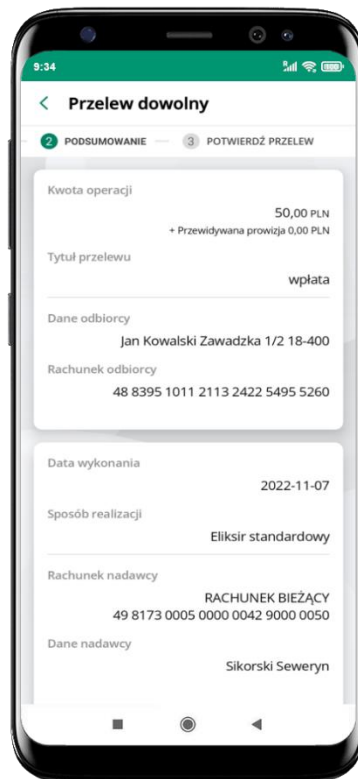 9:34
Przelew dowolny
2 PODSUMOWANIE 3 POTWIERDŹ PRZELEW
Kwota operacji
50,00 PLN
+ Przewidywana prowizja 0,00 PLN
Tytuł przelewu
wpłata
Dane odbiorcy
Jan Kowalski Zawadzka 1/2 18-400
Rachunek odbiorcy
48 8395 1011 2113 2422 5495 5260
Data wykonania
2022-11-07
Sposób realizacji
Eliksir standardowy
Rachunek nadawcy
RACHUNEK BIEŻĄCY
49 8173 0005 0000 0042 9000 0050
Dane nadawcy
Sikorski Seweryn